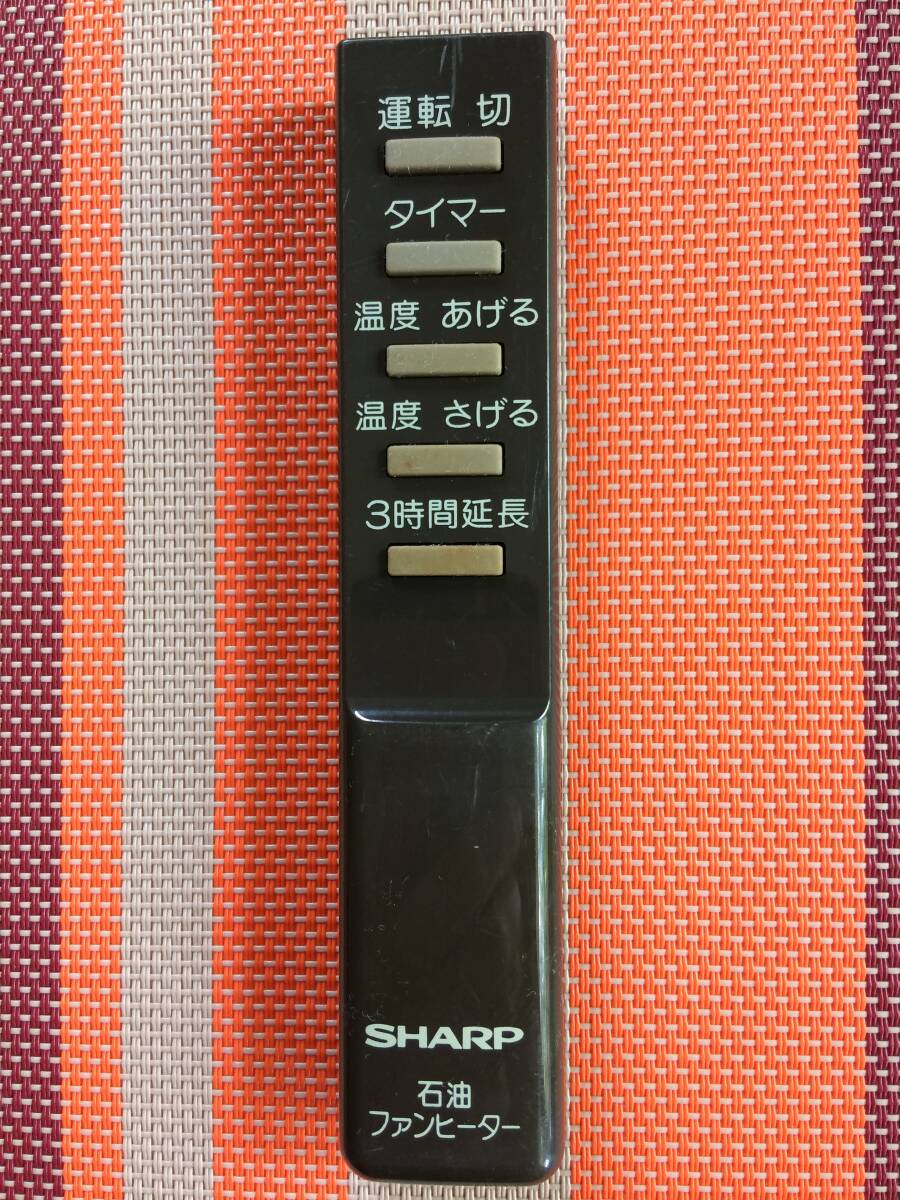 運転 切
タイマー
温度 あげる
温度 さげる
3時間延長
SHARP
石油
ファンヒーター